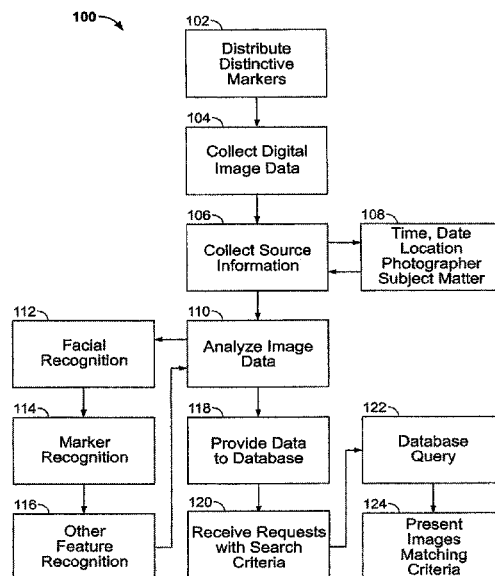 100
102
Distribute
Distinctive
Markers
104
Collect Digital
Image Data
106
Collect Source
Information
108
Time, Date
Location
Photographer
Subject Matter
112
Facial
Recognition
110
Analyze Image
Data
114
Marker
Recognition
118
Provide Data
to Database
122
Database
Query
116
Other
Feature
Recognition
120
Receive Requests
with Search
Criteria
124
Present
Images
Matching
Criteria